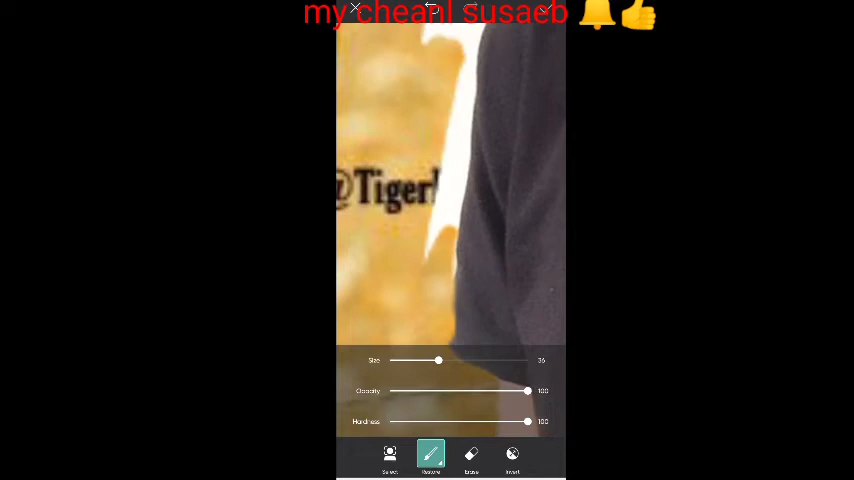 my cheanl susaeb 🔔👍
@Tiger
Size 36
Opacity 100
Hardness 100
Select Restore Erase Invert